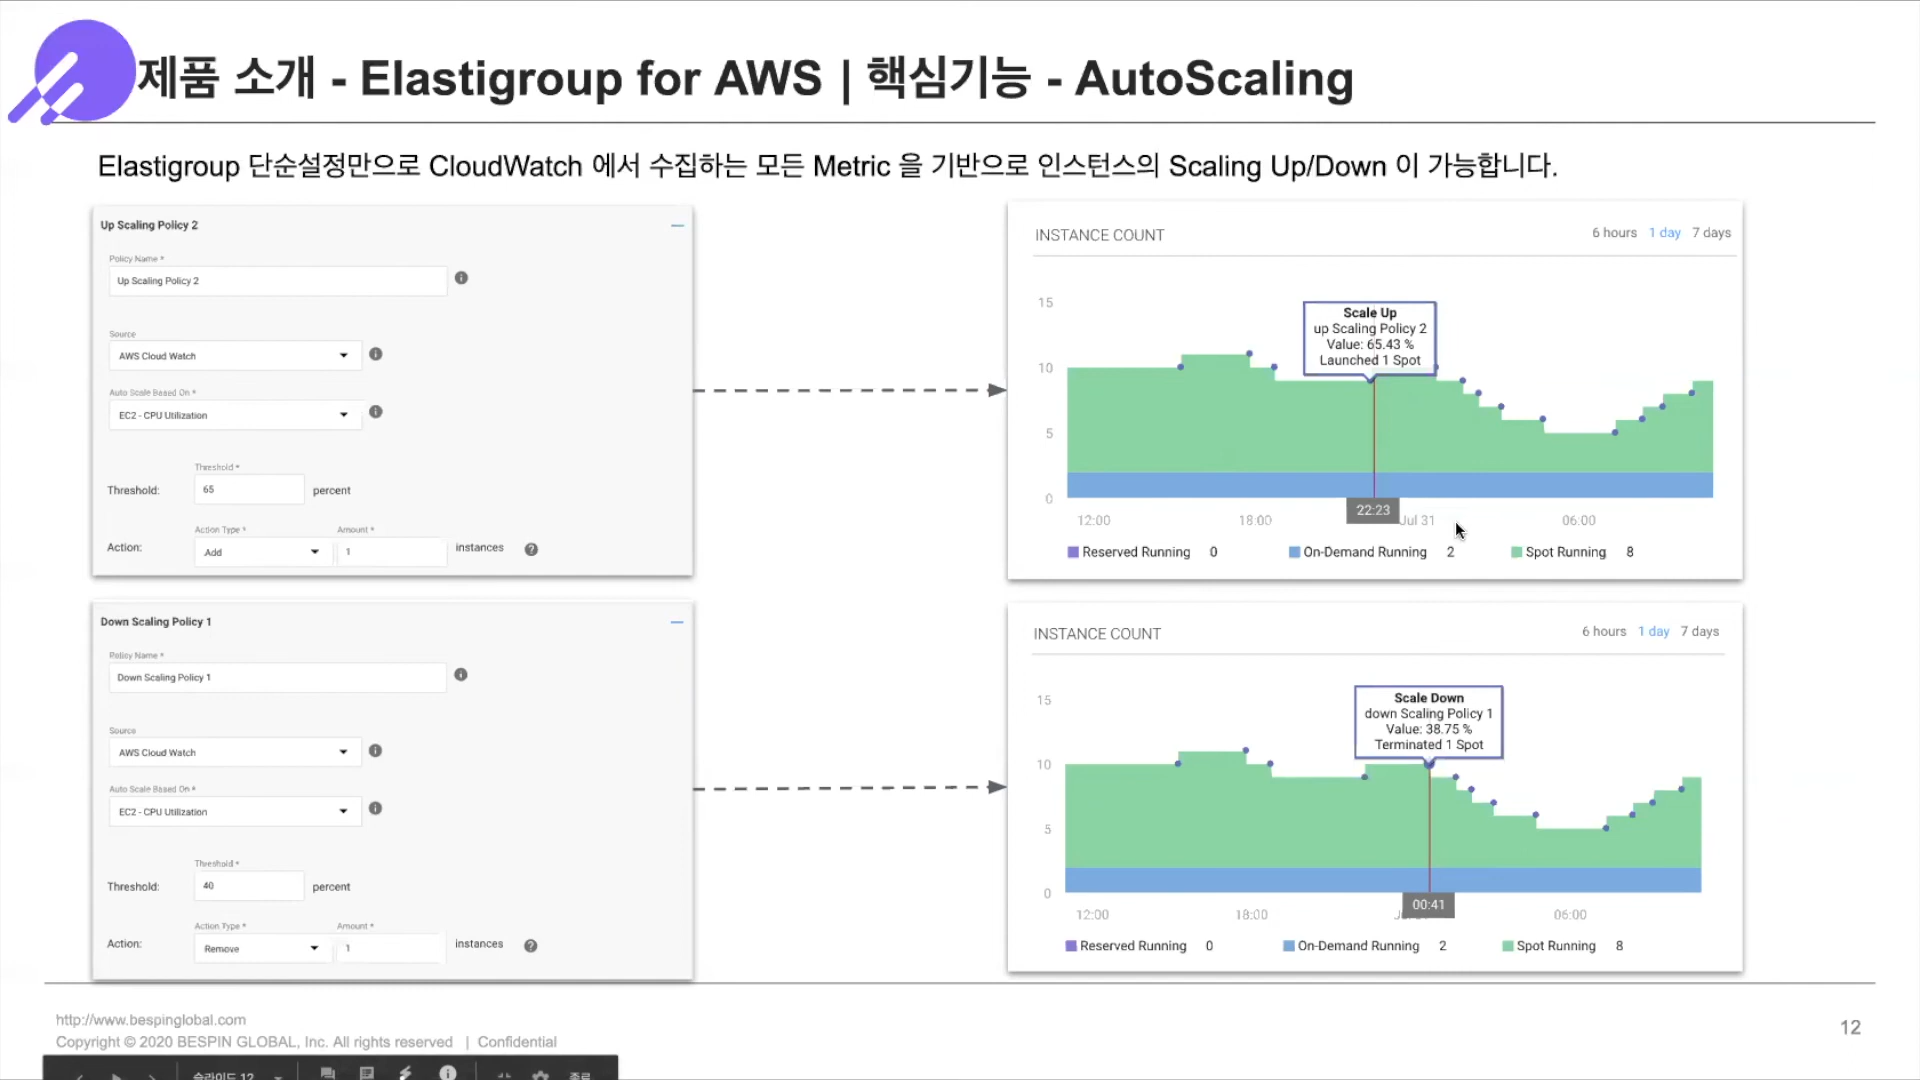 제품 소개 - Elastigroup for AWS | 핵심기능 - AutoScaling
Elastigroup 단순설정만으로 CloudWatch 에서 수집하는 모든 Metric 을 기반으로 인스턴스의 Scaling Up/Down 이 가능합니다.
Up Scaling Policy 2
Policy Name *
Up Scaling Policy 2
Source
AWS Cloud Watch
Auto Scale Based On *
EC2 - CPU Utilization
Threshold *
Threshold: 65 percent
Action Type * Amount *
Action: Add 1 instances
INSTANCE COUNT 6 hours 1 day 7 days
Scale Up
up Scaling Policy 2
Value: 65.43 %
Launched 1 Spot
15
10
5
0
22:23
12:00 18:00 Jul 31 06:00
Reserved Running 0 On-Demand Running 2 Spot Running 8
Down Scaling Policy 1
Policy Name *
Down Scaling Policy 1
Source
AWS Cloud Watch
Auto Scale Based On *
EC2 - CPU Utilization
Threshold *
Threshold: 40 percent
Action Type * Amount *
Action: Remove 1 instances
INSTANCE COUNT 6 hours 1 day 7 days
Scale Down
down Scaling Policy 1
Value: 38.75 %
Terminated 1 Spot
15
10
5
0
00:41
12:00 18:00 06:00
Reserved Running 0 On-Demand Running 2 Spot Running 8
http://www.bespinglobal.com
Copyright © 2020 BESPIN GLOBAL, Inc. All rights reserved | Confidential
12
슬라이드 12 종료